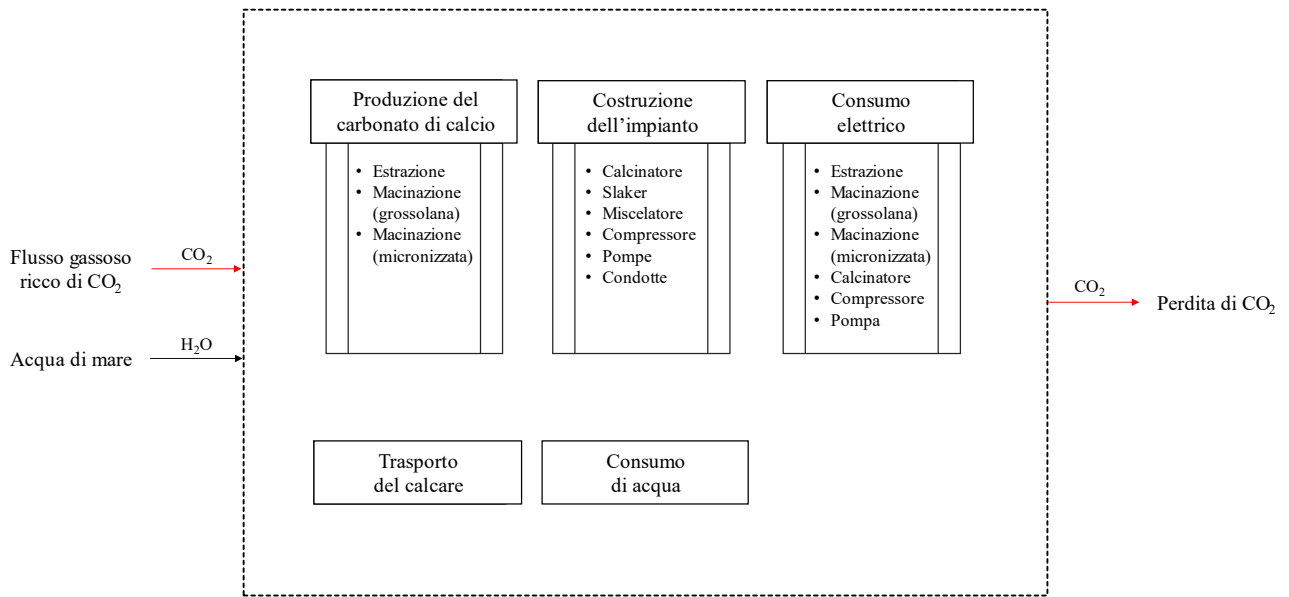 Produzione del
carbonato di calcio
• Estrazione
• Macinazione
(grossolana)
• Macinazione
(micronizzata)
Costruzione
dell’impianto
• Calcinatore
• Slaker
• Miscelatore
• Compressore
• Pompe
• Condotte
Consumo
elettrico
• Estrazione
• Macinazione
(grossolana)
• Macinazione
(micronizzata)
• Calcinatore
• Compressore
• Pompa
Flusso gassoso
ricco di CO₂
CO₂
Acqua di mare
H₂O
CO₂
Perdita di CO₂
Trasporto
del calcare
Consumo
di acqua